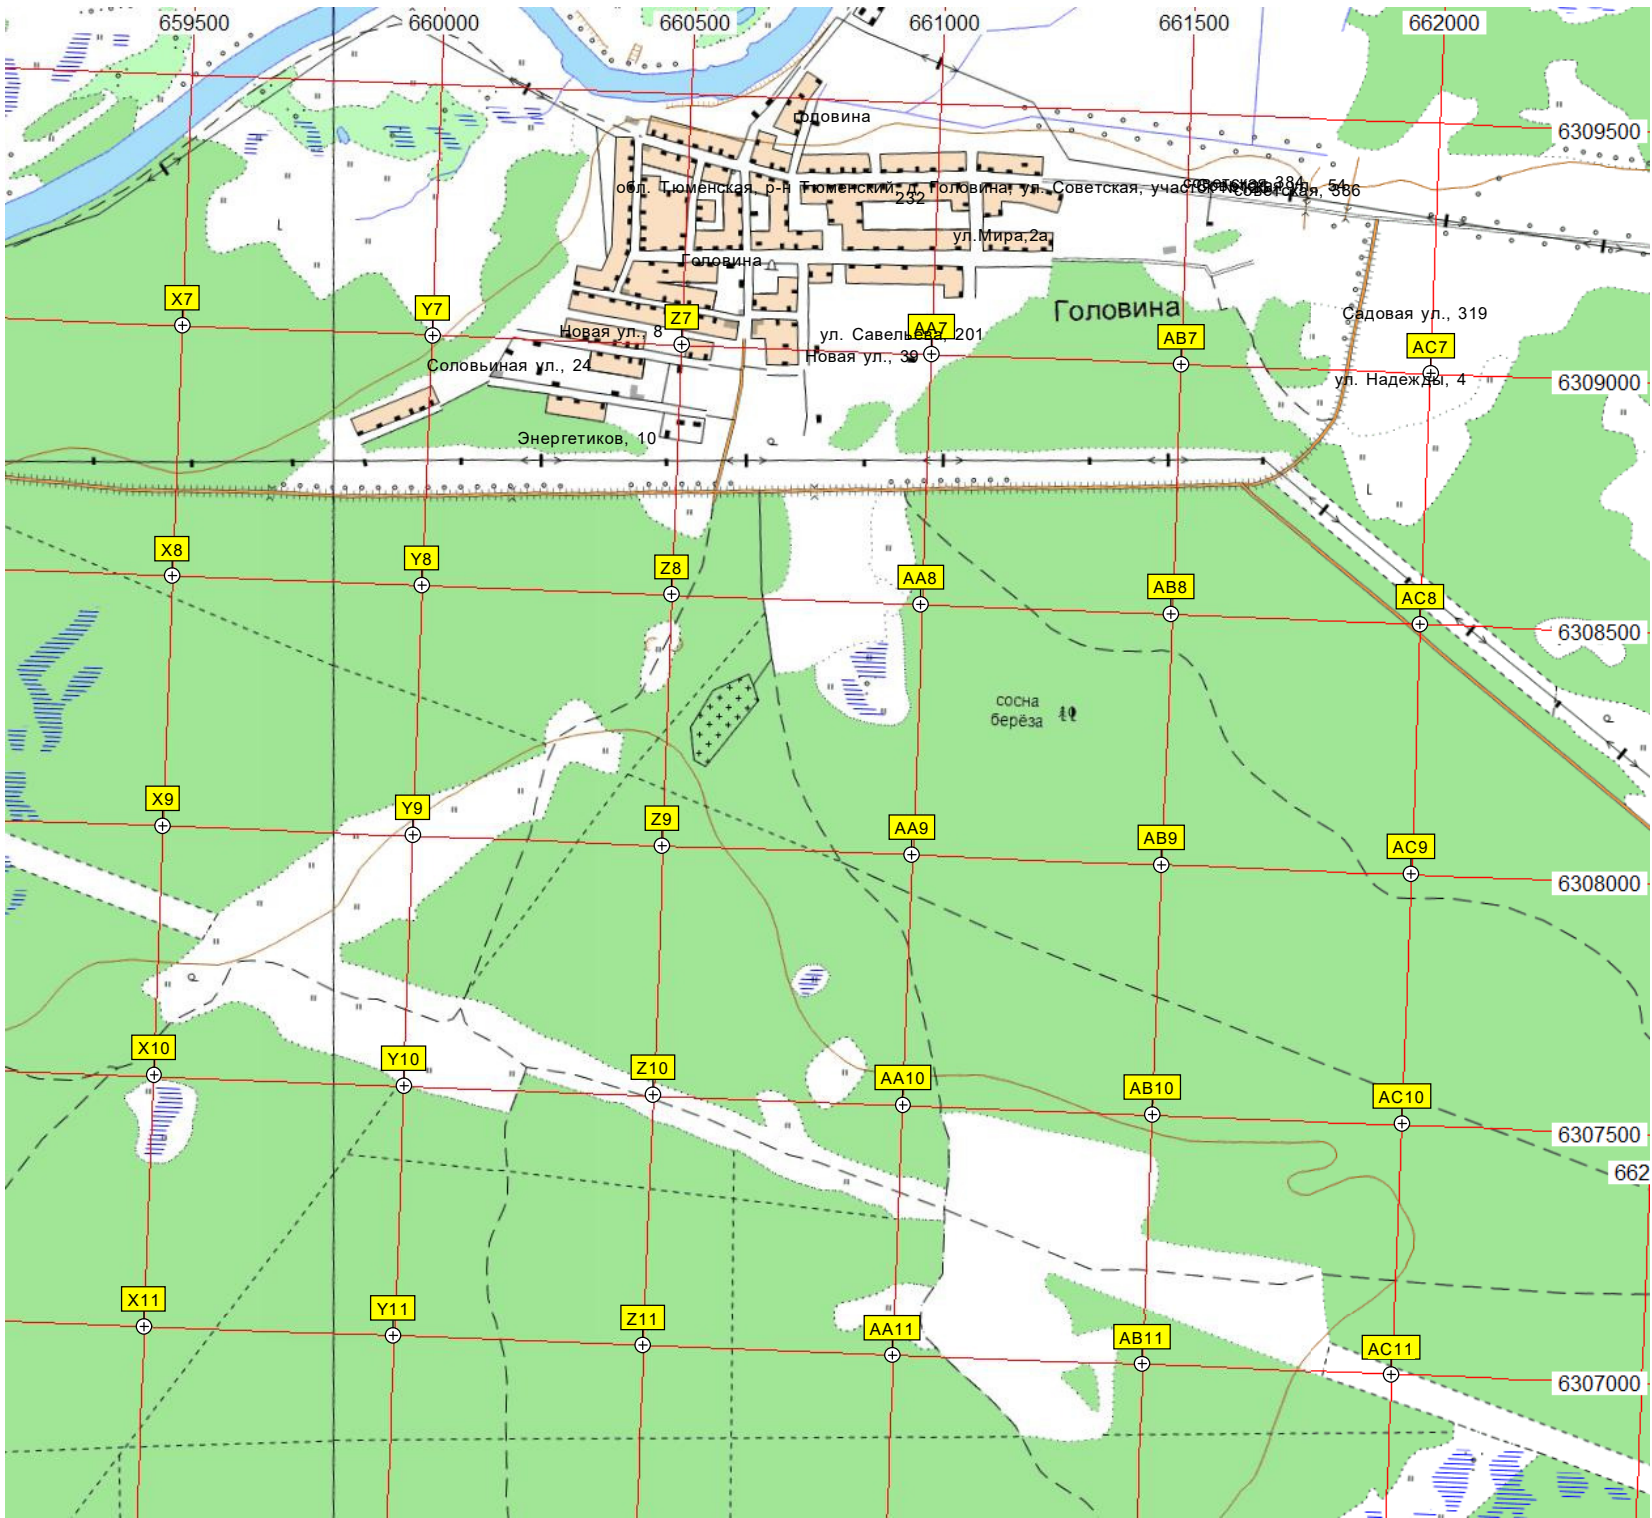 659500 660000 660500 661000 661500 662000
головина
6309500
обл. Тюменская, р-н Тюменский, д. Головина, ул. Советская, участок
232
ул.Мира,2а
Головина
X7
Y7
Z7
AA7
AB7
AC7
Головина
Садовая ул., 319
Новая ул., 8
ул. Савельева, 201
Новая ул., 39
Соловьиная ул., 24
ул. Надежды, 4
6309000
Энергетиков, 10
X8
Y8
Z8
AA8
AB8
AC8
6308500
сосна
берёза
X9
Y9
Z9
AA9
AB9
AC9
6308000
X10
Y10
Z10
AA10
AB10
AC10
6307500
662
X11
Y11
Z11
AA11
AB11
AC11
6307000